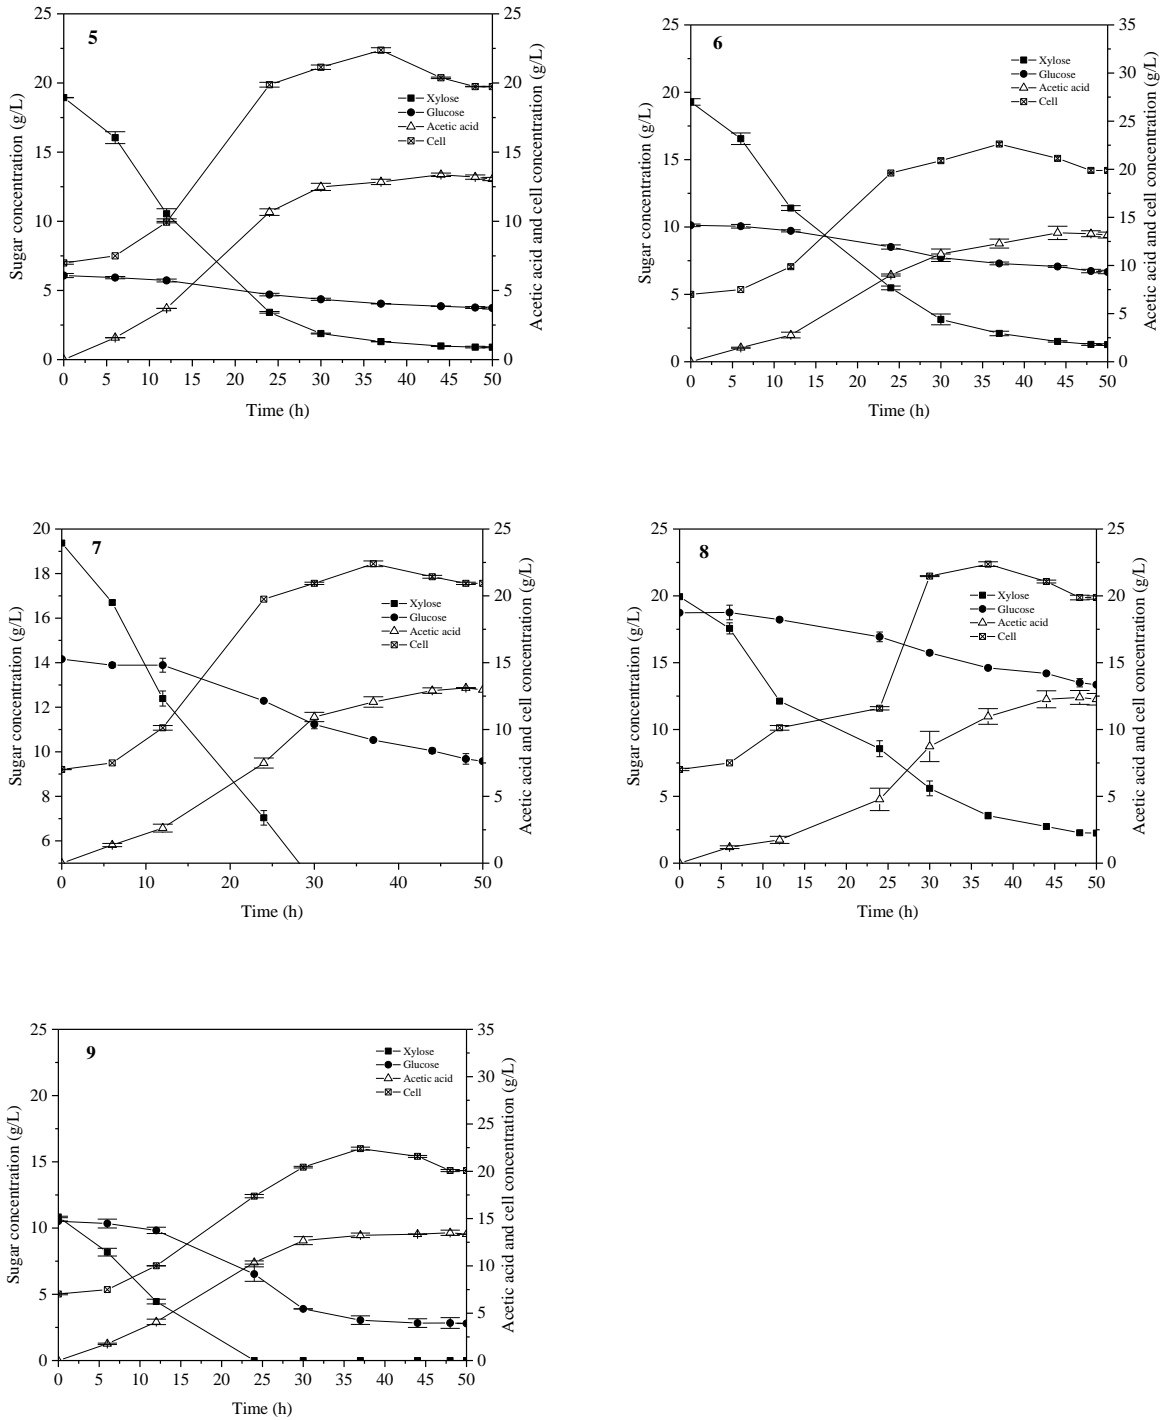 5
Sugar concentration (g/L)
25
20
15
10
5
0
25
20
15
10
5
0
Acetic acid and cell concentration (g/L)
Xylose
Glucose
Acetic acid
Cell
0 5 10 15 20 25 30 35 40 45 50
Time (h)
6
Sugar concentration (g/L)
25
20
15
10
5
0
35
30
25
20
15
10
5
0
Acetic acid and cell concentration (g/L)
Xylose
Glucose
Acetic acid
Cell
0 5 10 15 20 25 30 35 40 45 50
Time (h)
7
Sugar concentration (g/L)
20
18
16
14
12
10
8
6
25
20
15
10
5
0
Acetic acid and cell concentration (g/L)
Xylose
Glucose
Acetic acid
Cell
0 10 20 30 40 50
Time (h)
8
Sugar concentration (g/L)
25
20
15
10
5
0
25
20
15
10
5
0
Acetic acid and cell concentration (g/L)
Xylose
Glucose
Acetic acid
Cell
0 5 10 15 20 25 30 35 40 45 50
Time (h)
9
Sugar concentration (g/L)
25
20
15
10
5
0
35
30
25
20
15
10
5
0
Acetic acid and cell concentration (g/L)
Xylose
Glucose
Acetic acid
Cell
0 5 10 15 20 25 30 35 40 45 50
Time (h)